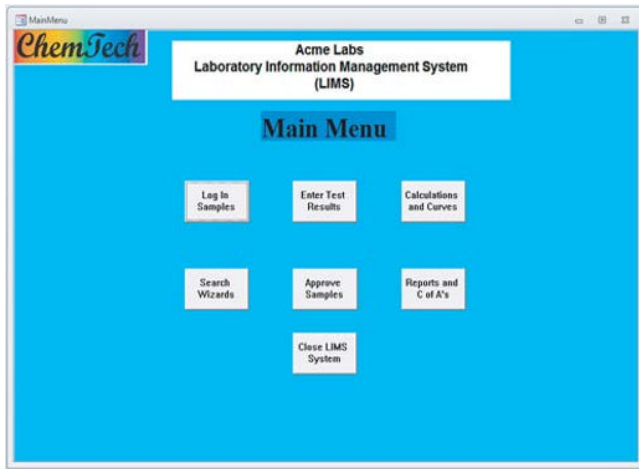 MainMenu
ChemTech
Acme Labs
Laboratory Information Management System
(LIMS)
Main Menu
Log In
Samples
Enter Test
Results
Calculations
and Curves
Search
Wizards
Approve
Samples
Reports and
C of A's
Close LIMS
System